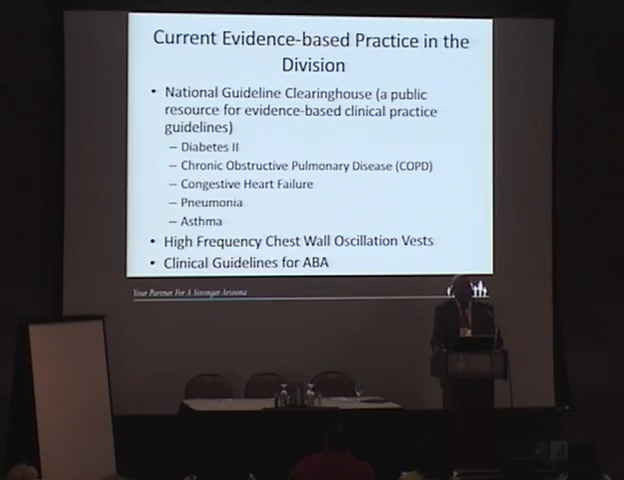 Current Evidence-based Practice in the
Division
• National Guideline Clearinghouse (a public
resource for evidence-based clinical practice
guidelines)
– Diabetes II
– Chronic Obstructive Pulmonary Disease (COPD)
– Congestive Heart Failure
– Pneumonia
– Asthma
• High Frequency Chest Wall Oscillation Vests
• Clinical Guidelines for ABA
Your Partner For A Stronger Arizona